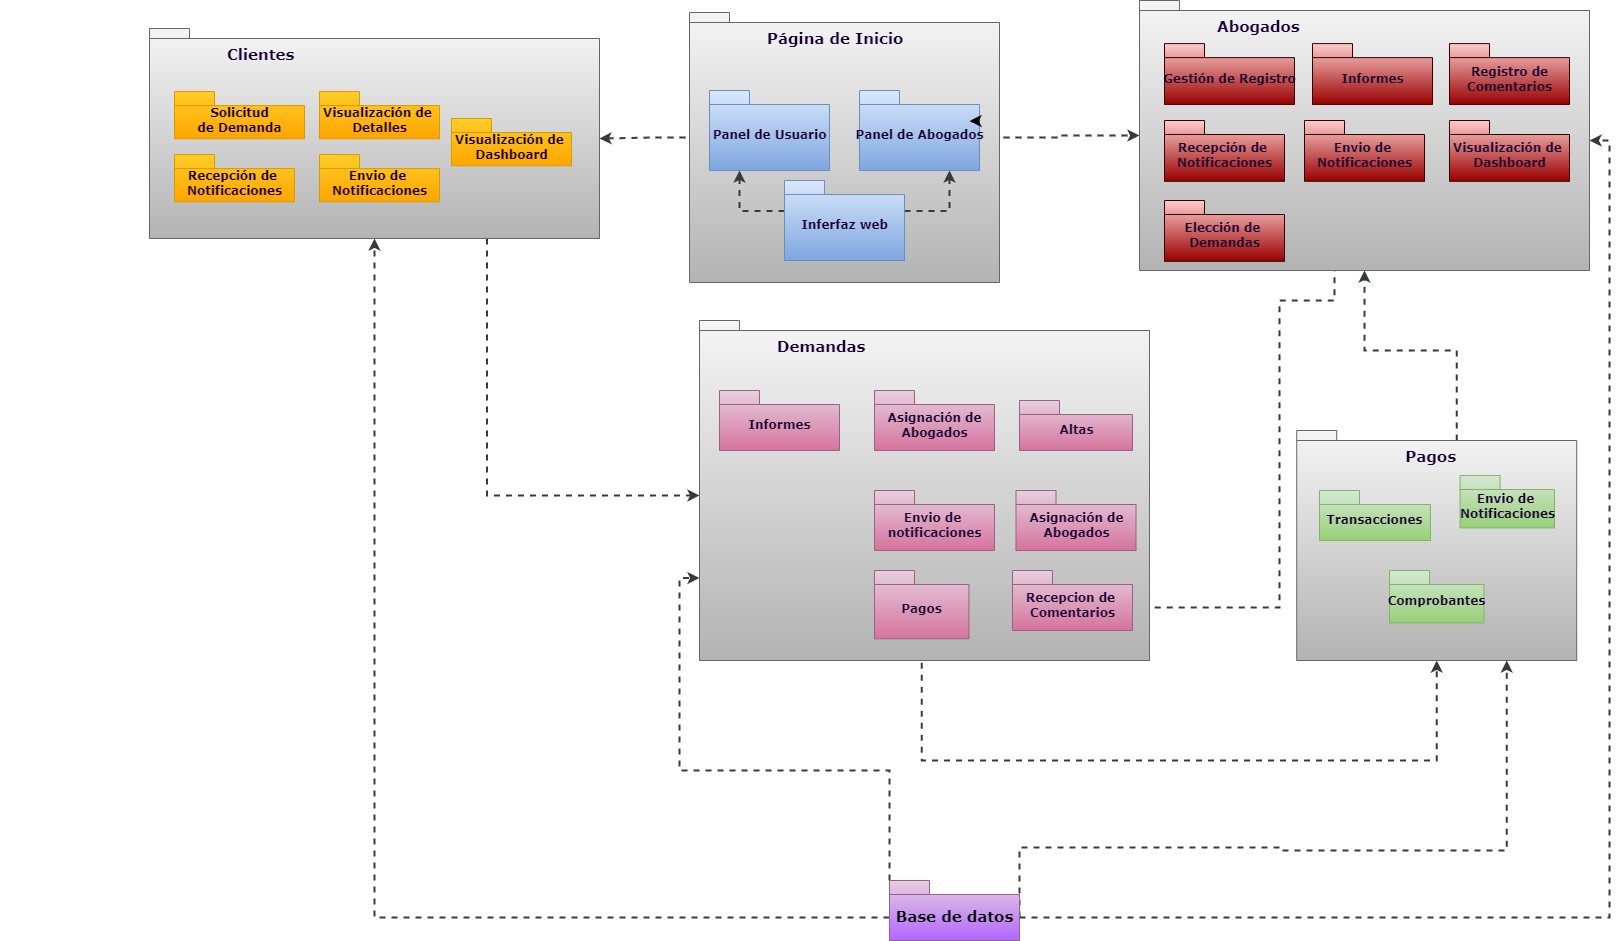 Clientes
Solicitud
de Demanda
Visualización de
Detalles
Visualización de
Dashboard
Recepción de
Notificaciones
Envio de
Notificaciones
Página de Inicio
Panel de Usuario
Panel de Abogados
Inferfaz web
Abogados
Gestión de Registro
Informes
Registro de
Comentarios
Recepción de
Notificaciones
Envio de
Notificaciones
Visualización de
Dashboard
Elección de
Demandas
Demandas
Informes
Asignación de
Abogados
Altas
Envio de
notificaciones
Asignación de
Abogados
Pagos
Recepcion de
Comentarios
Pagos
Transacciones
Envio de
Notificaciones
Comprobantes
Base de datos